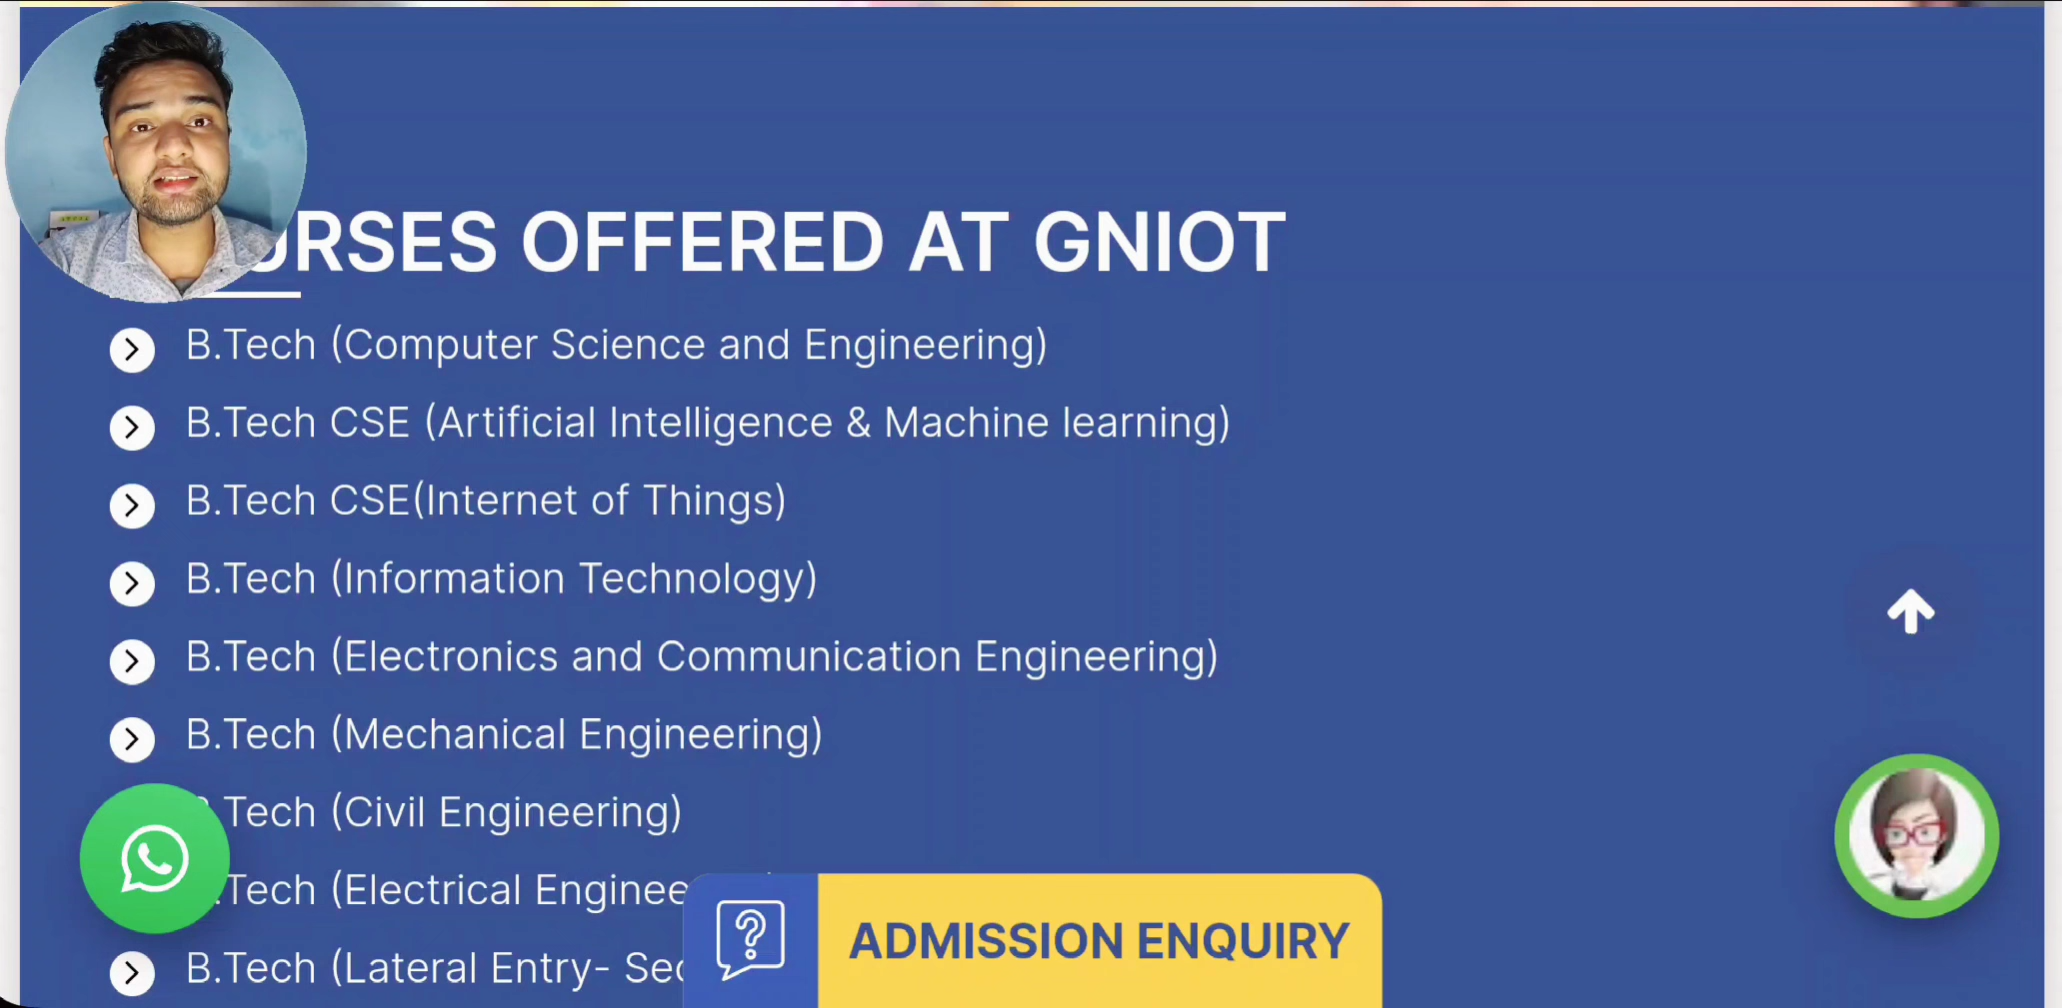 RSES OFFERED AT GNIOT
B.Tech (Computer Science and Engineering)
B.Tech CSE (Artificial Intelligence & Machine learning)
B.Tech CSE(Internet of Things)
B.Tech (Information Technology)
B.Tech (Electronics and Communication Engineering)
B.Tech (Mechanical Engineering)
.Tech (Civil Engineering)
.Tech (Electrical Enginee
B.Tech (Lateral Entry- Sec
ADMISSION ENQUIRY